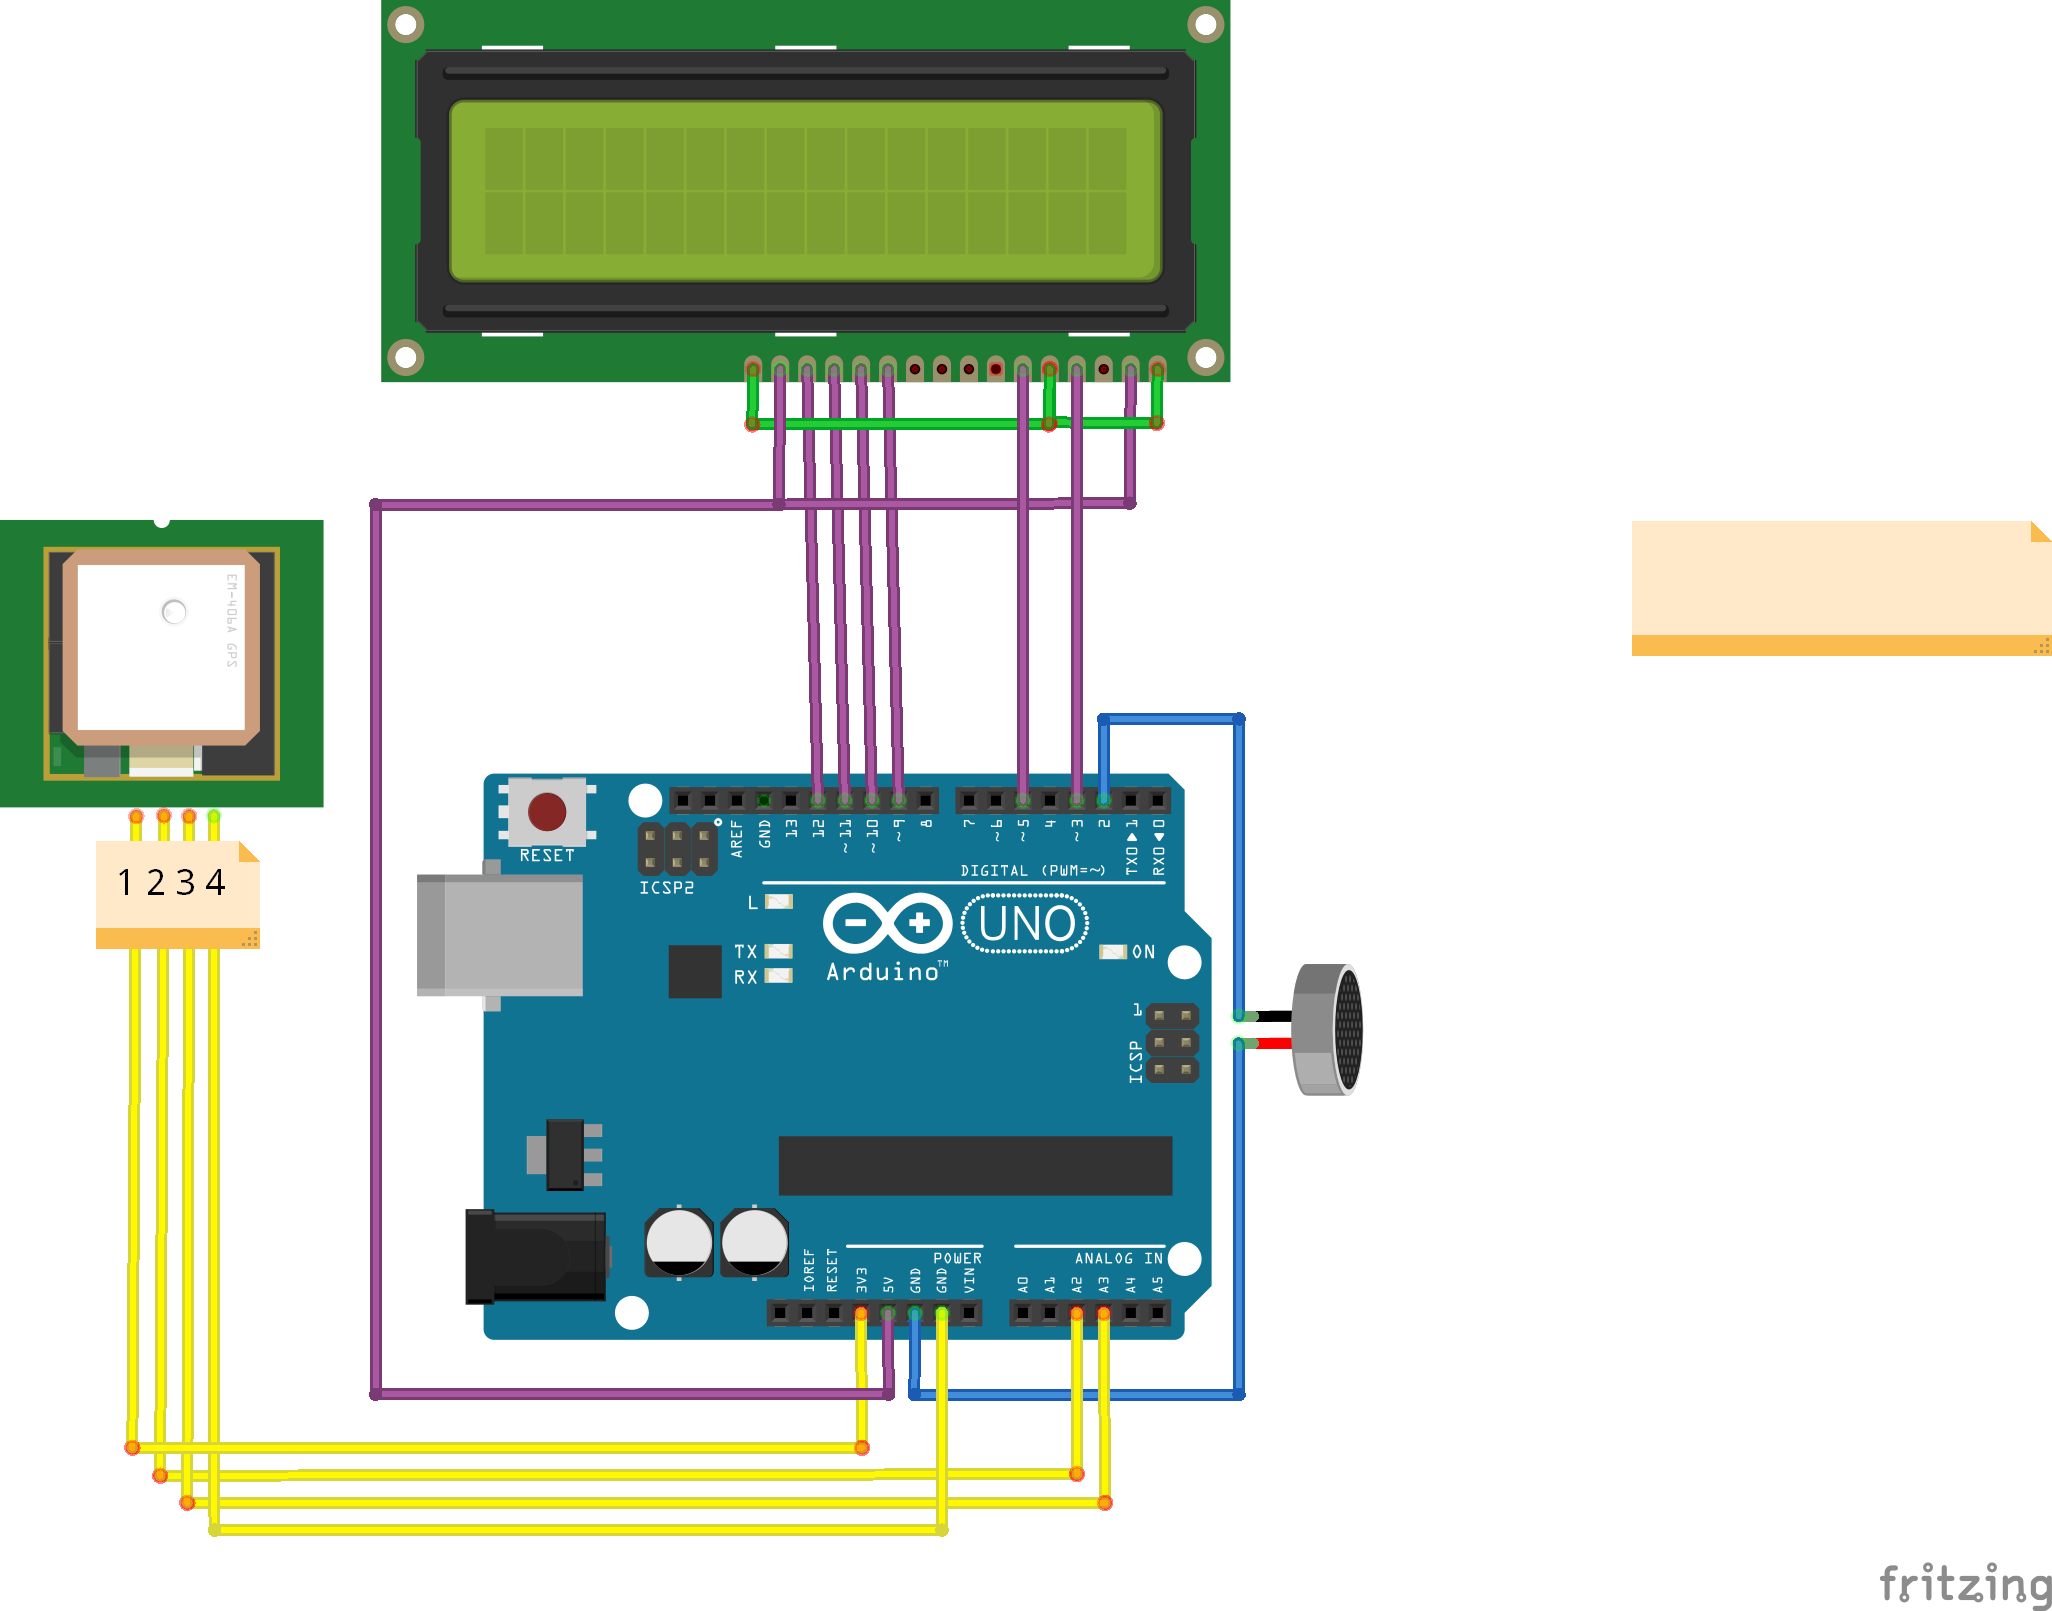 EM-406A GPS
1 2 3 4
RESET
ICSP2
AREF
GND
13
12
~11
~10
~9
8
7
~6
~5
4
~3
2
TX0▶1
RX0◀0
DIGITAL (PWM=~)
L
TX
RX
Arduino™
UNO
ON
1
ICSP
POWER
ANALOG IN
IOREF
RESET
3V3
5V
GND
GND
VIN
A0
A1
A2
A3
A4
A5
fritzing